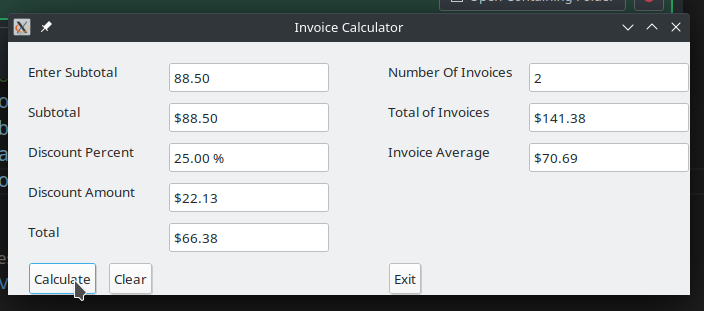 Open Containing Folder
Invoice Calculator
Enter Subtotal 88.50 Number Of Invoices 2
Subtotal $88.50 Total of Invoices $141.38
Discount Percent 25.00 % Invoice Average $70.69
Discount Amount $22.13
Total $66.38
Calculate Clear Exit